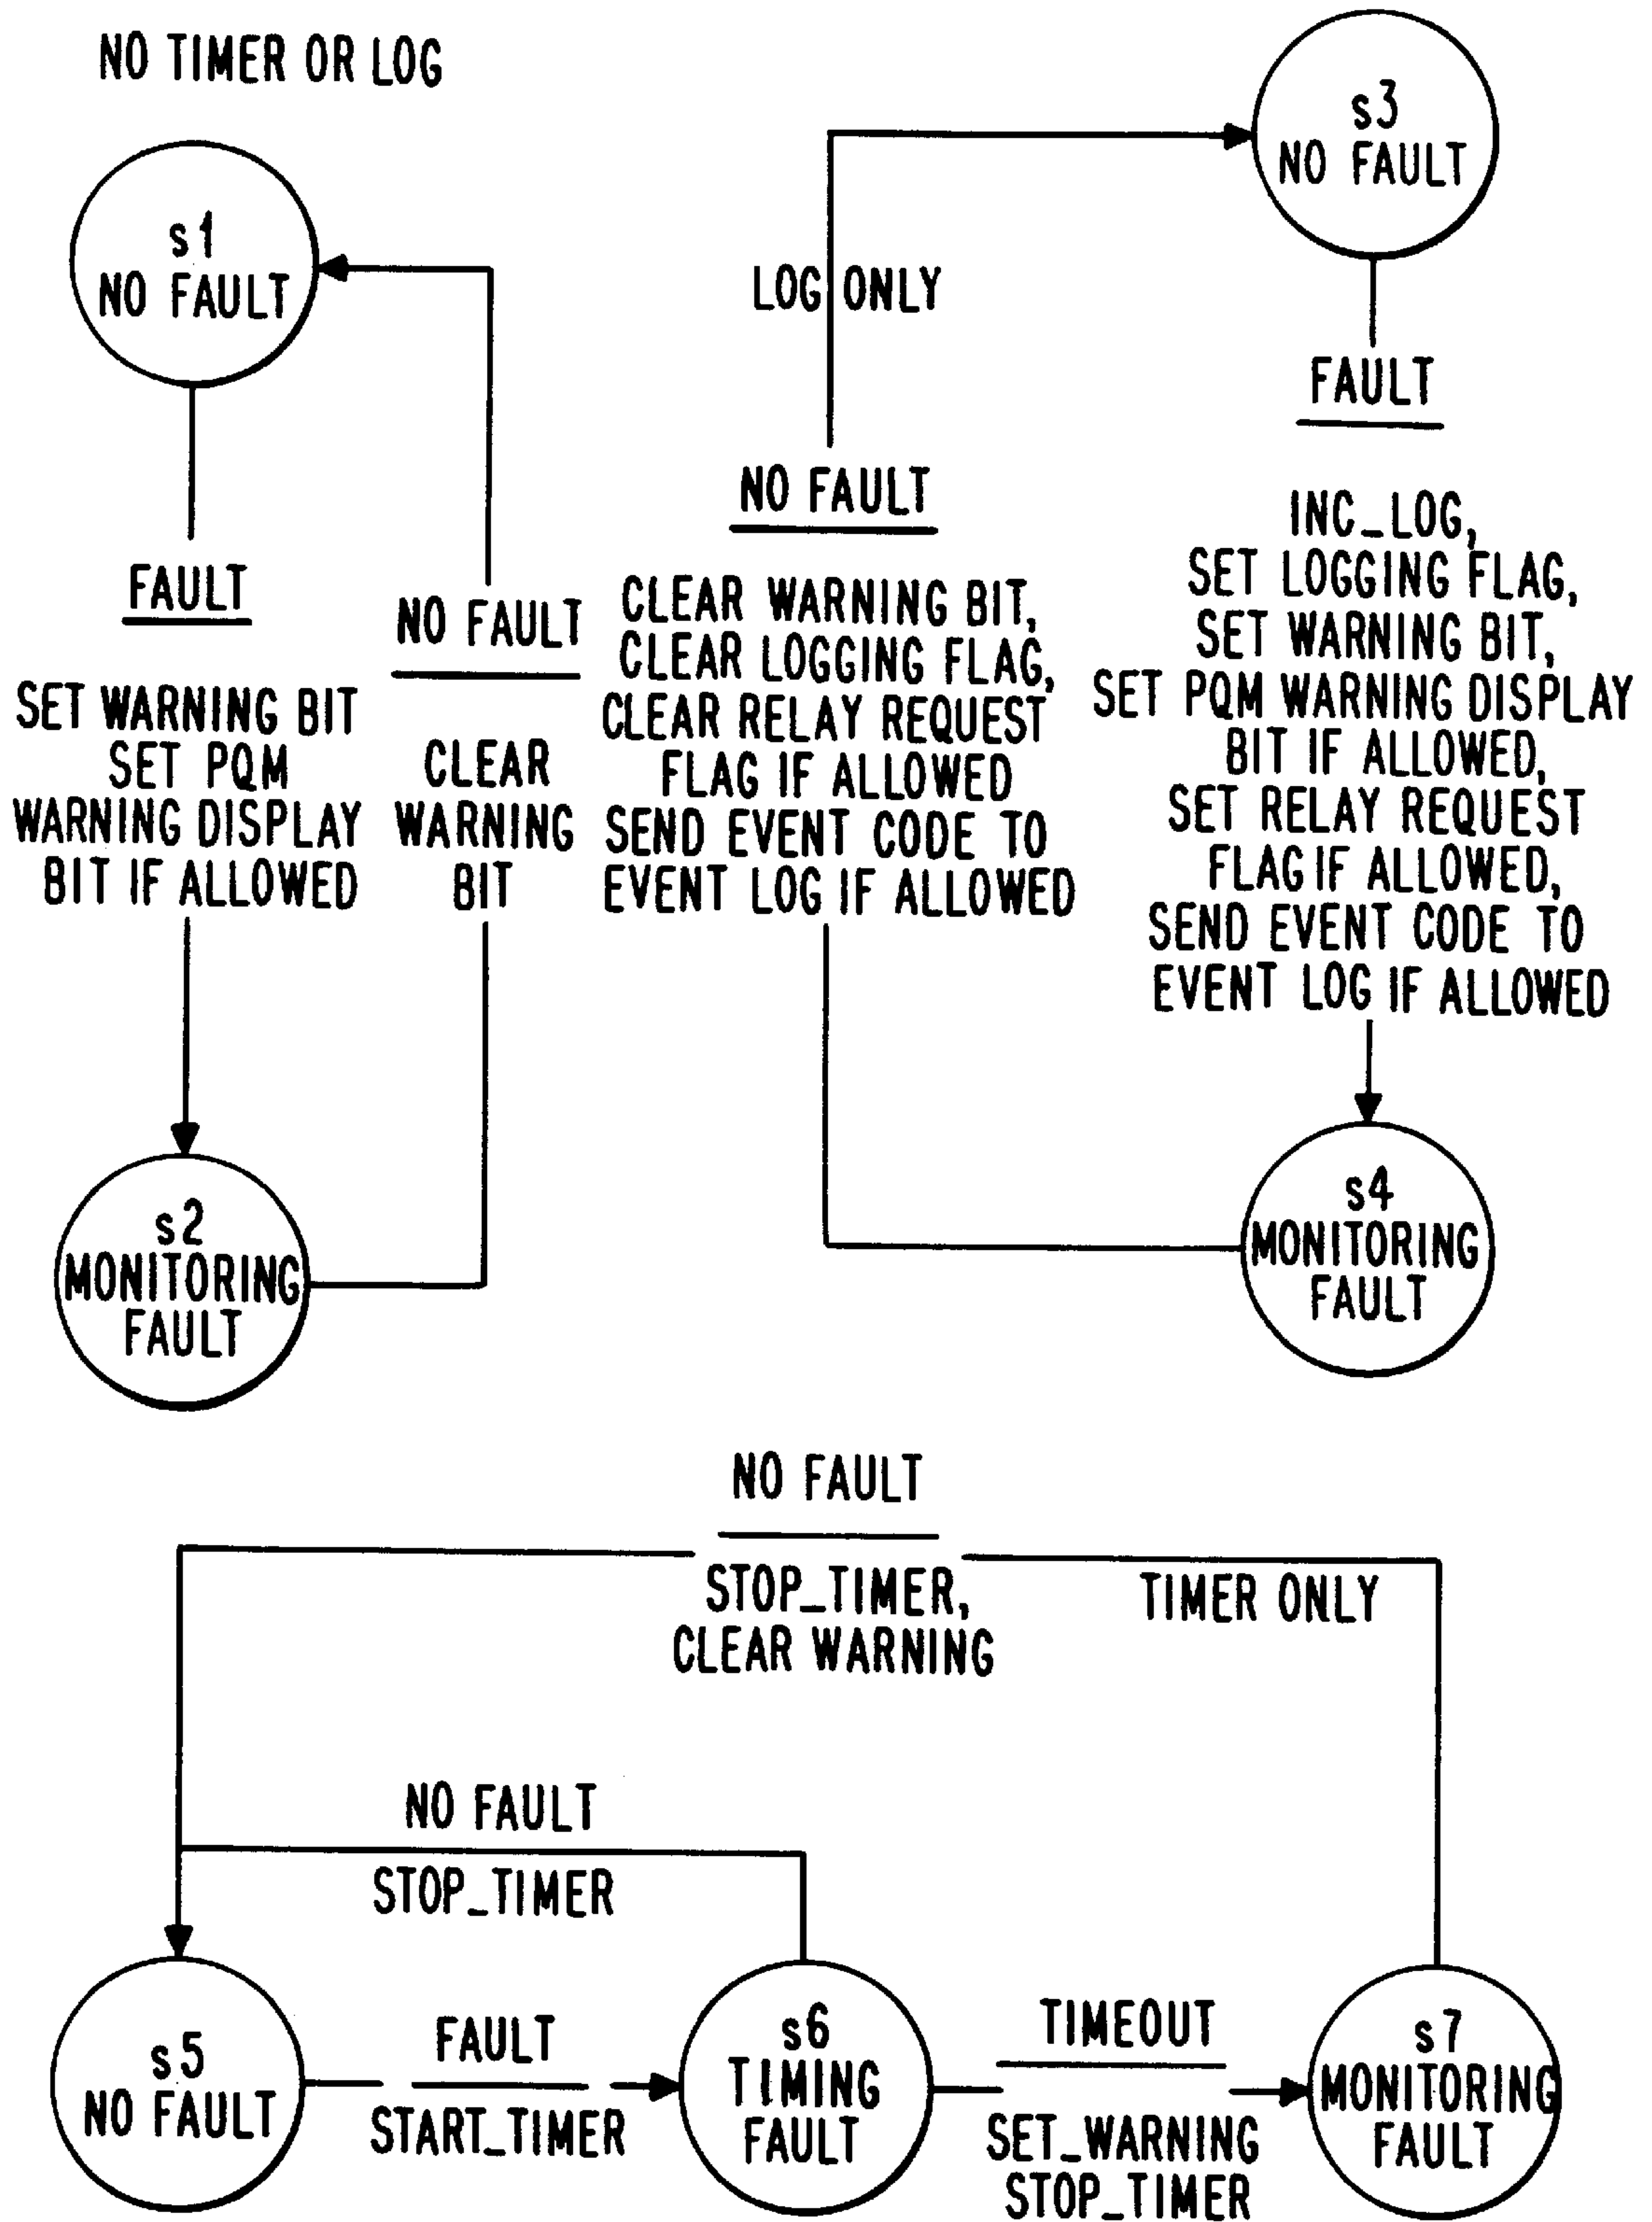 NO TIMER OR LOG
s1
NO FAULT
FAULT
SET WARNING BIT
SET PQM
WARNING DISPLAY
BIT IF ALLOWED
s2
MONITORING
FAULT
NO FAULT
CLEAR
WARNING
BIT
LOG ONLY
NO FAULT
CLEAR WARNING BIT,
CLEAR LOGGING FLAG,
CLEAR RELAY REQUEST
FLAG IF ALLOWED
SEND EVENT CODE TO
EVENT LOG IF ALLOWED
s3
NO FAULT
FAULT
INC_LOG,
SET LOGGING FLAG,
SET WARNING BIT,
SET PQM WARNING DISPLAY
BIT IF ALLOWED,
SET RELAY REQUEST
FLAG IF ALLOWED,
SEND EVENT CODE TO
EVENT LOG IF ALLOWED
s4
MONITORING
FAULT
NO FAULT
STOP_TIMER,
CLEAR WARNING
TIMER ONLY
NO FAULT
STOP_TIMER
s5
NO FAULT
FAULT
START_TIMER
s6
TIMING
FAULT
TIMEOUT
SET_WARNING
STOP_TIMER
s7
MONITORING
FAULT